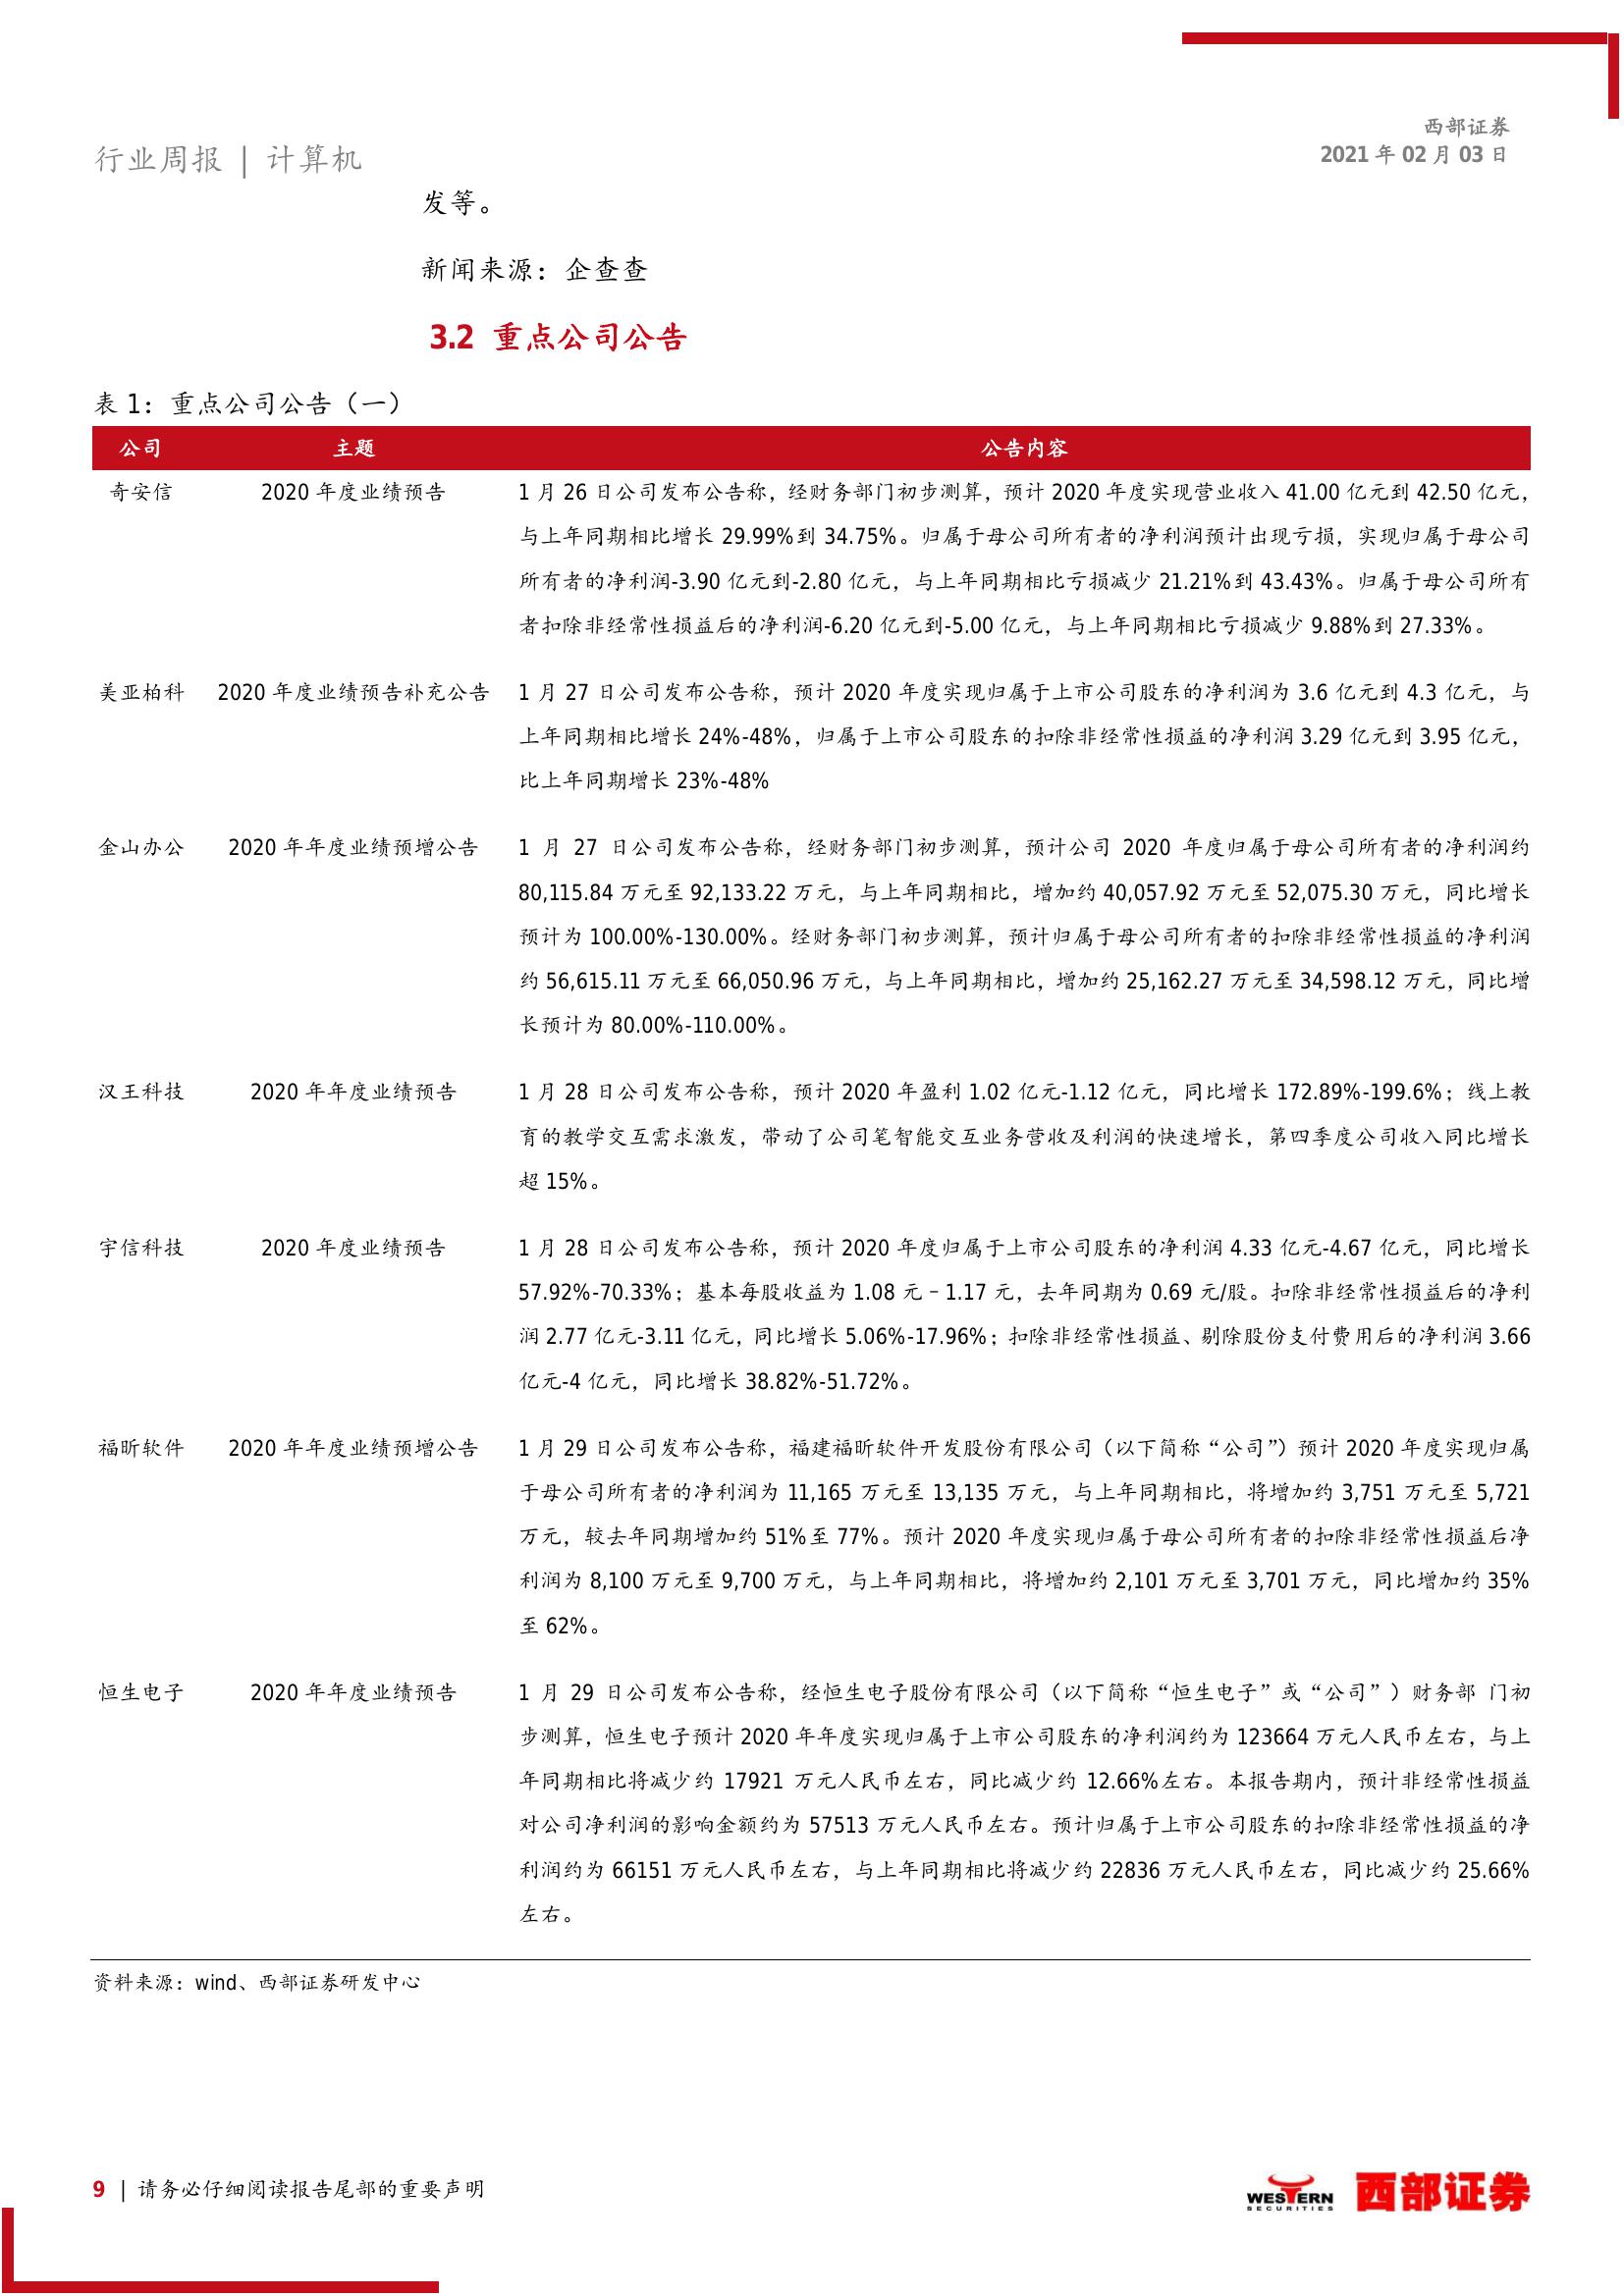 西部证券
2021 年 02 月 03 日
行业周报 | 计算机
发等。
新闻来源：企查查
3.2 重点公司公告
表 1：重点公司公告（一）
公司 主题 公告内容
奇安信 2020 年度业绩预告 1 月 26 日公司发布公告称，经财务部门初步测算，预计 2020 年度实现营业收入 41.00 亿元到 42.50 亿元，
与上年同期相比增长 29.99%到 34.75%。归属于母公司所有者的净利润预计出现亏损，实现归属于母公司
所有者的净利润-3.90 亿元到-2.80 亿元，与上年同期相比亏损减少 21.21%到 43.43%。归属于母公司所有
者扣除非经常性损益后的净利润-6.20 亿元到-5.00 亿元，与上年同期相比亏损减少 9.88%到 27.33%。
美亚柏科 2020 年度业绩预告补充公告 1 月 27 日公司发布公告称，预计 2020 年度实现归属于上市公司股东的净利润为 3.6 亿元到 4.3 亿元，与
上年同期相比增长 24%-48%，归属于上市公司股东的扣除非经常性损益的净利润 3.29 亿元到 3.95 亿元，
比上年同期增长 23%-48%
金山办公 2020 年年度业绩预增公告 1 月 27 日公司发布公告称，经财务部门初步测算，预计公司 2020 年度归属于母公司所有者的净利润约
80,115.84 万元至 92,133.22 万元，与上年同期相比，增加约 40,057.92 万元至 52,075.30 万元，同比增长
预计为 100.00%-130.00%。经财务部门初步测算，预计归属于母公司所有者的扣除非经常性损益的净利润
约 56,615.11 万元至 66,050.96 万元，与上年同期相比，增加约 25,162.27 万元至 34,598.12 万元，同比增
长预计为 80.00%-110.00%。
汉王科技 2020 年年度业绩预告 1 月 28 日公司发布公告称，预计 2020 年盈利 1.02 亿元-1.12 亿元，同比增长 172.89%-199.6%；线上教
育的教学交互需求激发，带动了公司笔智能交互业务营收及利润的快速增长，第四季度公司收入同比增长
超 15%。
宇信科技 2020 年度业绩预告 1 月 28 日公司发布公告称，预计 2020 年度归属于上市公司股东的净利润 4.33 亿元-4.67 亿元，同比增长
57.92%-70.33%；基本每股收益为 1.08 元–1.17 元，去年同期为 0.69 元/股。扣除非经常性损益后的净利
润 2.77 亿元-3.11 亿元，同比增长 5.06%-17.96%；扣除非经常性损益、剔除股份支付费用后的净利润 3.66
亿元-4 亿元，同比增长 38.82%-51.72%。
福昕软件 2020 年年度业绩预增公告 1 月 29 日公司发布公告称，福建福昕软件开发股份有限公司（以下简称“公司”）预计 2020 年度实现归属
于母公司所有者的净利润为 11,165 万元至 13,135 万元，与上年同期相比，将增加约 3,751 万元至 5,721
万元，较去年同期增加约 51%至 77%。预计 2020 年度实现归属于母公司所有者的扣除非经常性损益后净
利润为 8,100 万元至 9,700 万元，与上年同期相比，将增加约 2,101 万元至 3,701 万元，同比增加约 35%
至 62%。
恒生电子 2020 年年度业绩预告 1 月 29 日公司发布公告称，经恒生电子股份有限公司（以下简称“恒生电子”或“公司”）财务部 门初
步测算，恒生电子预计 2020 年年度实现归属于上市公司股东的净利润约为 123664 万元人民币左右，与上
年同期相比将减少约 17921 万元人民币左右，同比减少约 12.66%左右。本报告期内，预计非经常性损益
对公司净利润的影响金额约为 57513 万元人民币左右。预计归属于上市公司股东的扣除非经常性损益的净
利润约为 66151 万元人民币左右，与上年同期相比将减少约 22836 万元人民币左右，同比减少约 25.66%
左右。
资料来源：wind、西部证券研发中心
9 | 请务必仔细阅读报告尾部的重要声明
WESTERN
SECURITIES
西部证券